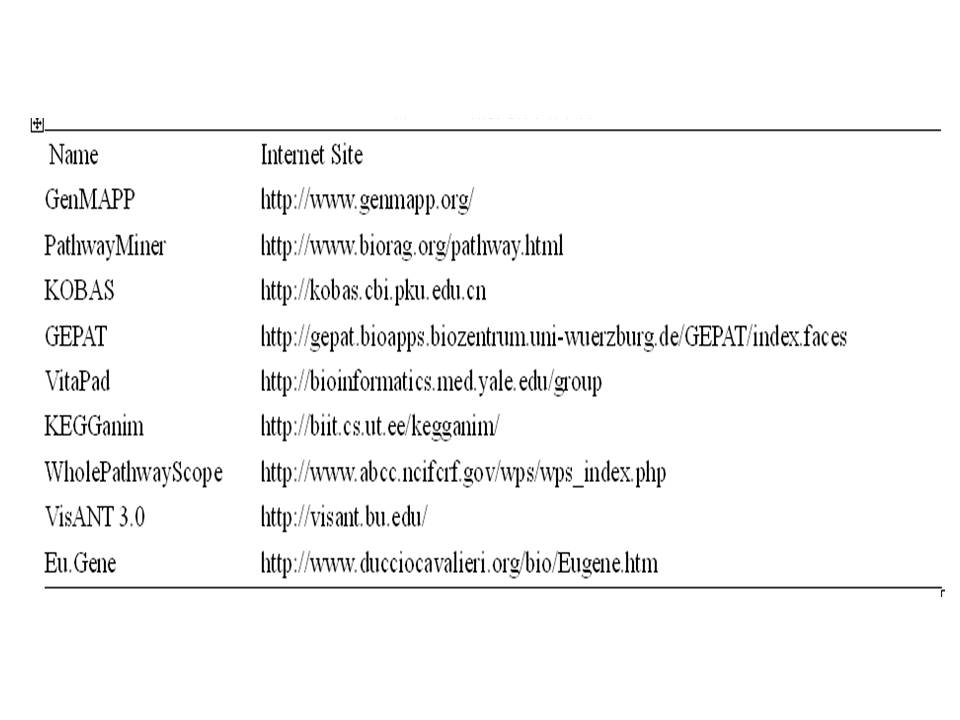 Name Internet Site
GenMAPP http://www.genmapp.org/
PathwayMiner http://www.biorag.org/pathway.html
KOBAS http://kobas.cbi.pku.edu.cn
GEPAT http://gepat.bioapps.biozentrum.uni-wuerzburg.de/GEPAT/index.faces
VitaPad http://bioinformatics.med.yale.edu/group
KEGGanim http://biit.cs.ut.ee/kegganim/
WholePathwayScope http://www.abcc.ncifcrf.gov/wps/wps_index.php
VisANT 3.0 http://visant.bu.edu/
Eu.Gene http://www.ducciocavalieri.org/bio/Eugene.htm